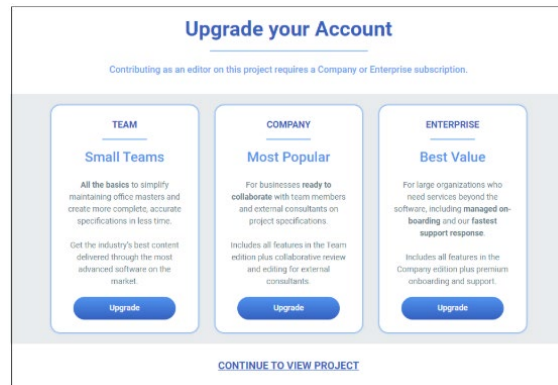 Upgrade your Account
Contributing as an editor on this project requires a Company or Enterprise subscription.
TEAM
Small Teams
All the basics to simplify
maintaining office masters and
create more complete, accurate
specifications in less time.
Get the industry's best content
delivered through the most
advanced software on the
market.
Upgrade
COMPANY
Most Popular
For businesses ready to
collaborate with team members
and external consultants on
project specifications.
Includes all features in the Team
edition plus collaborative review
and editing for external
consultants.
Upgrade
ENTERPRISE
Best Value
For large organizations who
need services beyond the
software, including managed on-
boarding and our fastest
support response.
Includes all features in the
Company edition plus premium
onboarding and support.
Upgrade
CONTINUE TO VIEW PROJECT